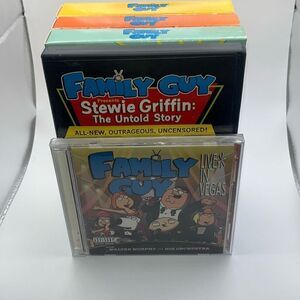 FAMILY GUY
FAMILY GUY
FAMILY GUY
FAMILY GUY
Presents
Stewie Griffin:
The Untold Story
ALL-NEW, OUTRAGEOUS, UNCENSORED!
FAMILY
GUY
LIVE
IN
VEGAS
WALTER MURPHY AND HIS ORCHESTRA